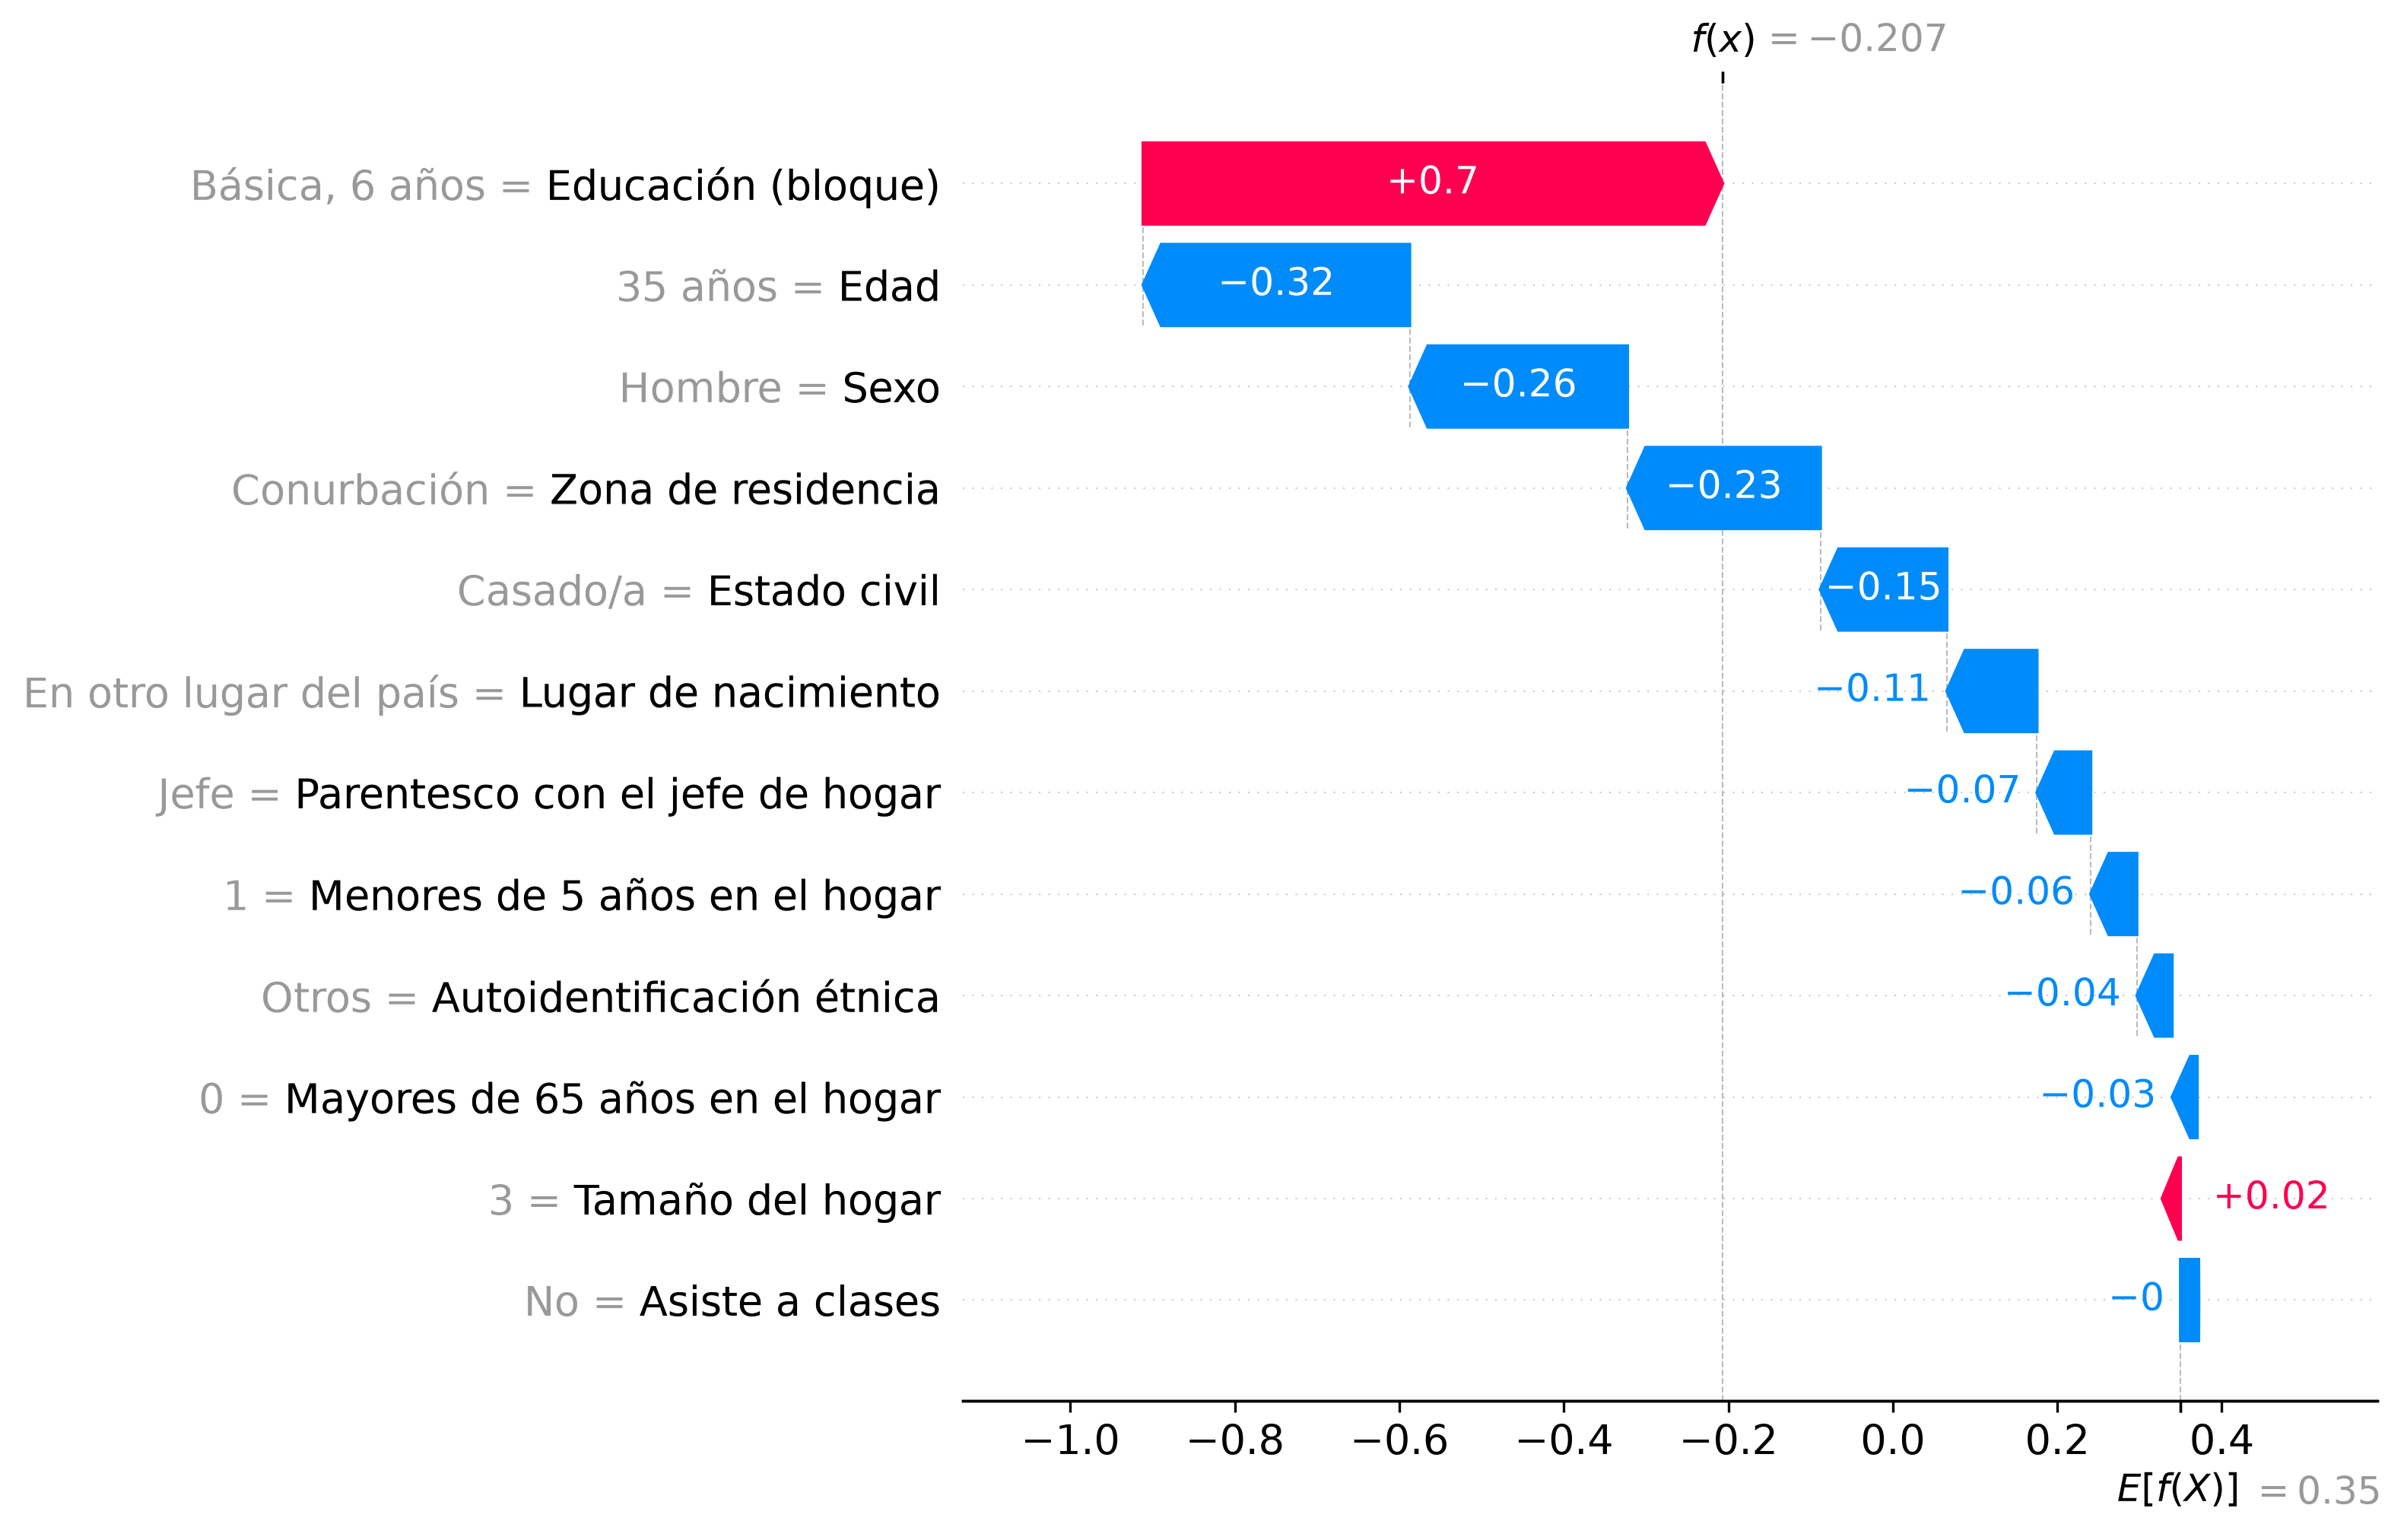 f(x) = −0.207
Básica, 6 años = Educación (bloque)
+0.7
35 años = Edad
−0.32
Hombre = Sexo
−0.26
Conurbación = Zona de residencia
−0.23
Casado/a = Estado civil
−0.15
En otro lugar del país = Lugar de nacimiento
−0.11
Jefe = Parentesco con el jefe de hogar
−0.07
1 = Menores de 5 años en el hogar
−0.06
Otros = Autoidentificación étnica
−0.04
0 = Mayores de 65 años en el hogar
−0.03
3 = Tamaño del hogar
+0.02
No = Asiste a clases
−0
−1.0 −0.8 −0.6 −0.4 −0.2 0.0 0.2 0.4
E[f(X)] = 0.35